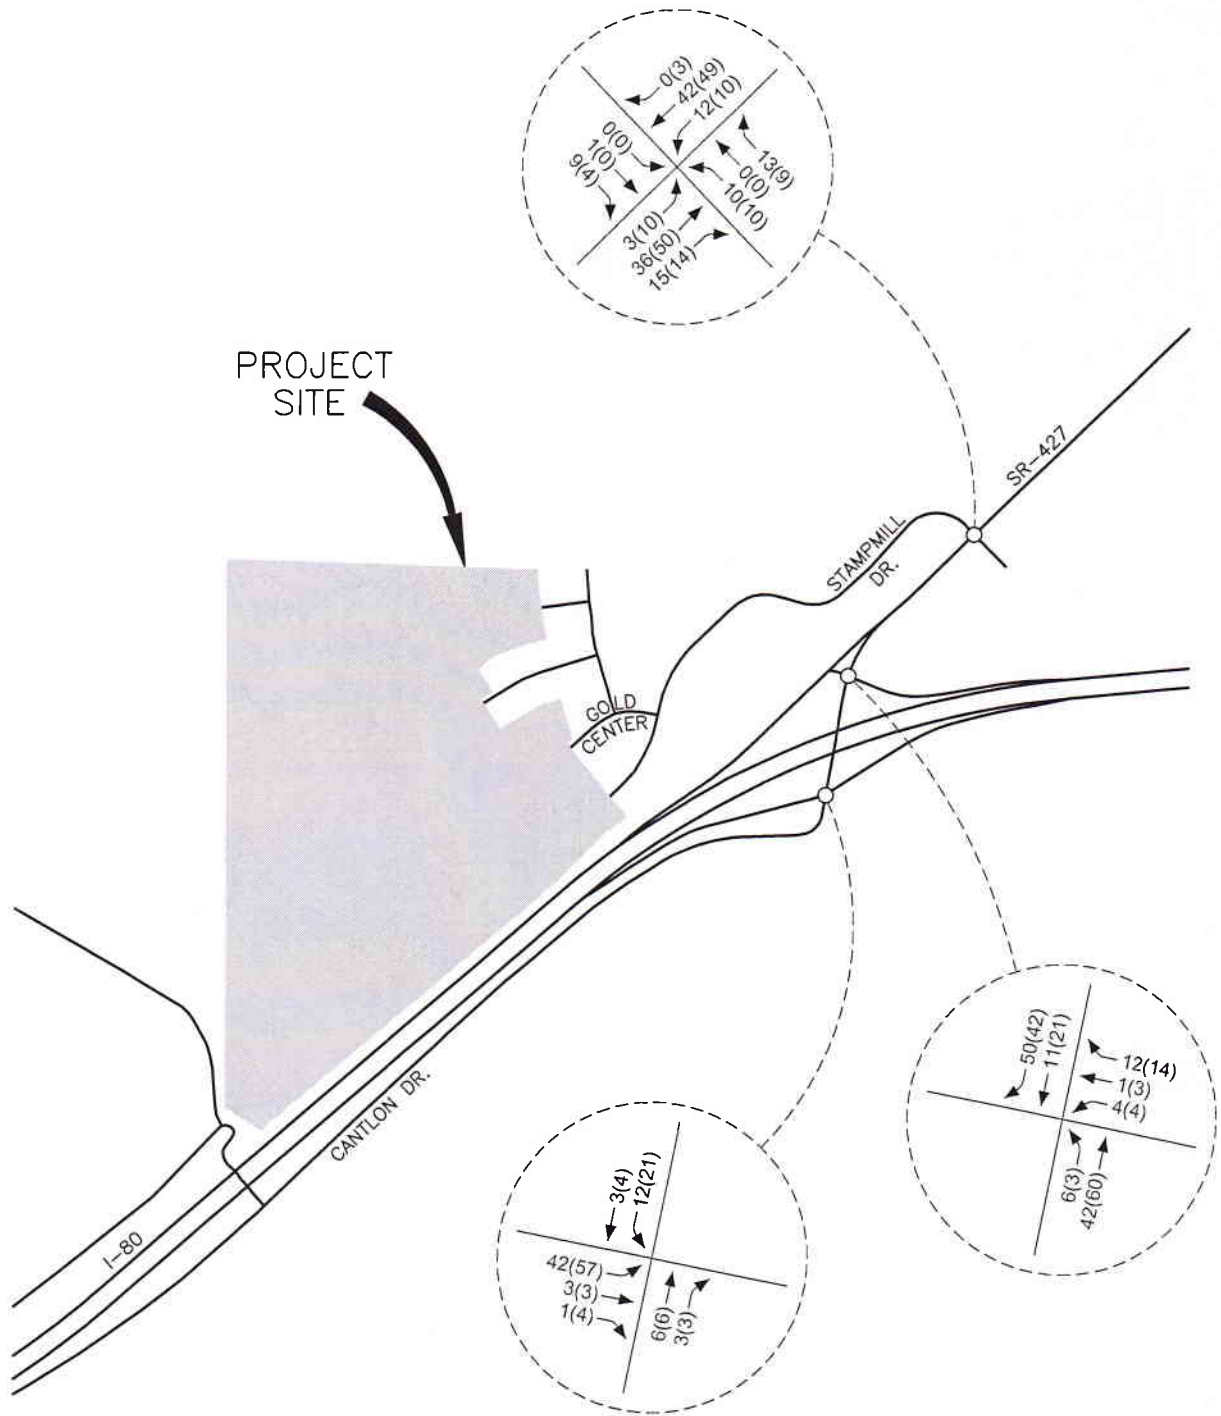 0(3)
42(49)
12(10)
0(0)
1(0)
9(4)
13(9)
0(0)
10(10)
3(10)
36(50)
15(14)
PROJECT
SITE
SR-427
STAMPMILL
DR.
GOLD
CENTER
CANTLON DR.
I-80
50(42)
11(21)
12(14)
1(3)
4(4)
6(3)
42(60)
3(4)
12(21)
42(57)
3(3)
1(4)
6(6)
3(3)